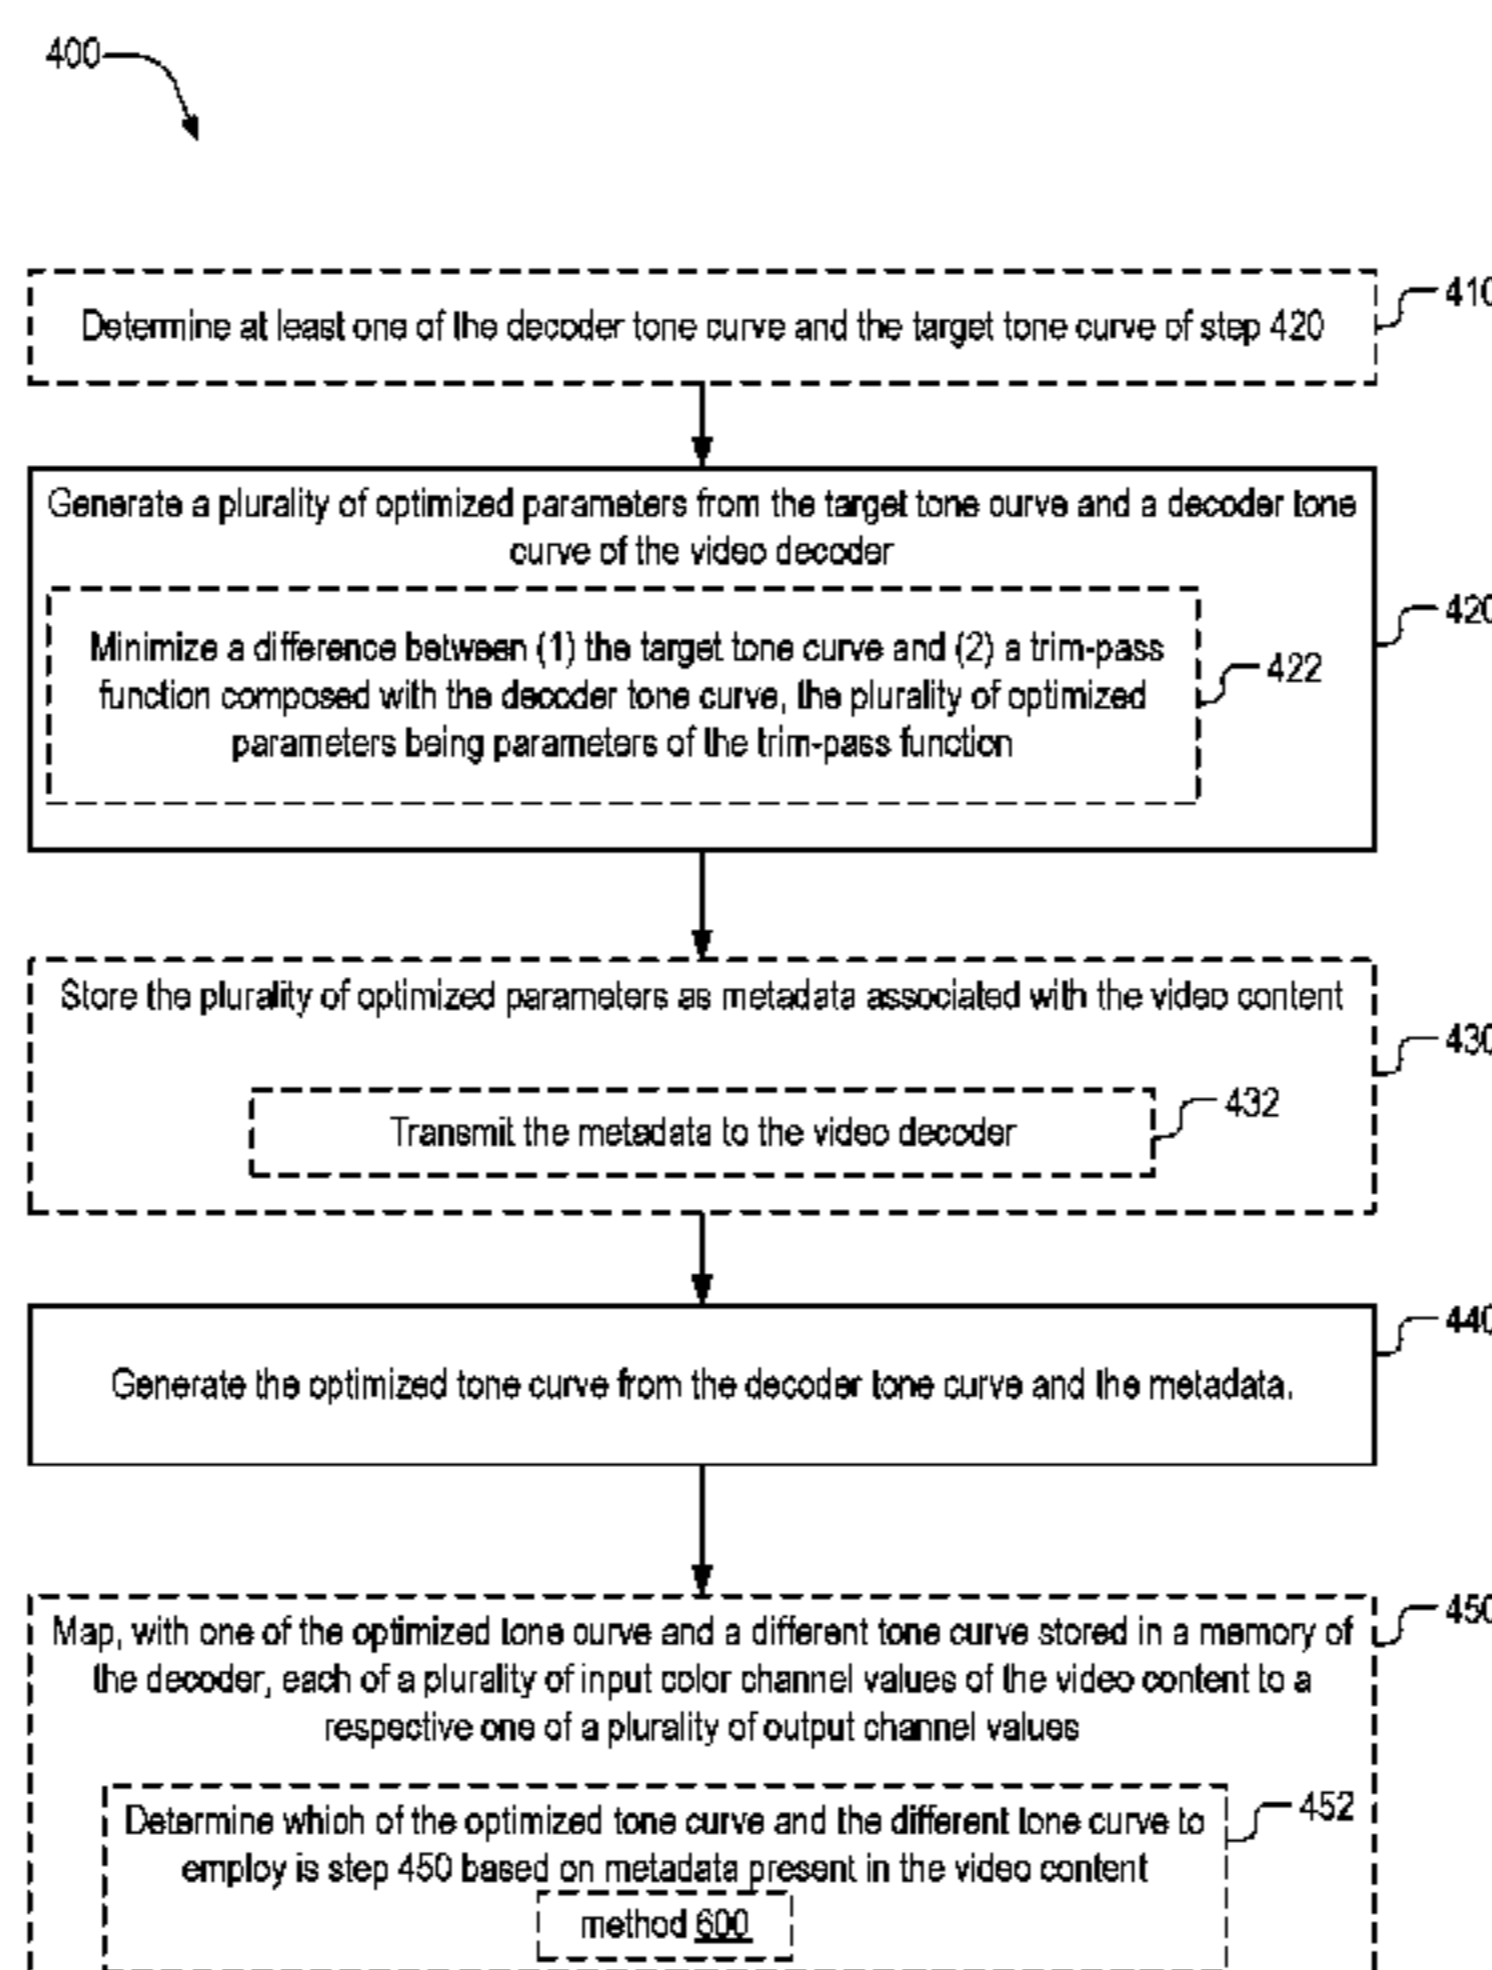 400
410
Determine at least one of the decoder tone curve and the target tone curve of step 420
Generate a plurality of optimized parameters from the target tone curve and a decoder tone
curve of the video decoder
420
Minimize a difference between (1) the target tone curve and (2) a trim-pass
function composed with the decoder tone curve, the plurality of optimized
parameters being parameters of the trim-pass function
422
Store the plurality of optimized parameters as metadata associated with the video content
430
Transmit the metadata to the video decoder
432
440
Generate the optimized tone curve from the decoder tone curve and the metadata.
450
Map, with one of the optimized tone curve and a different tone curve stored in a memory of
the decoder, each of a plurality of input color channel values of the video content to a
respective one of a plurality of output channel values
452
Determine which of the optimized tone curve and the different tone curve to
employ is step 450 based on metadata present in the video content
method 600